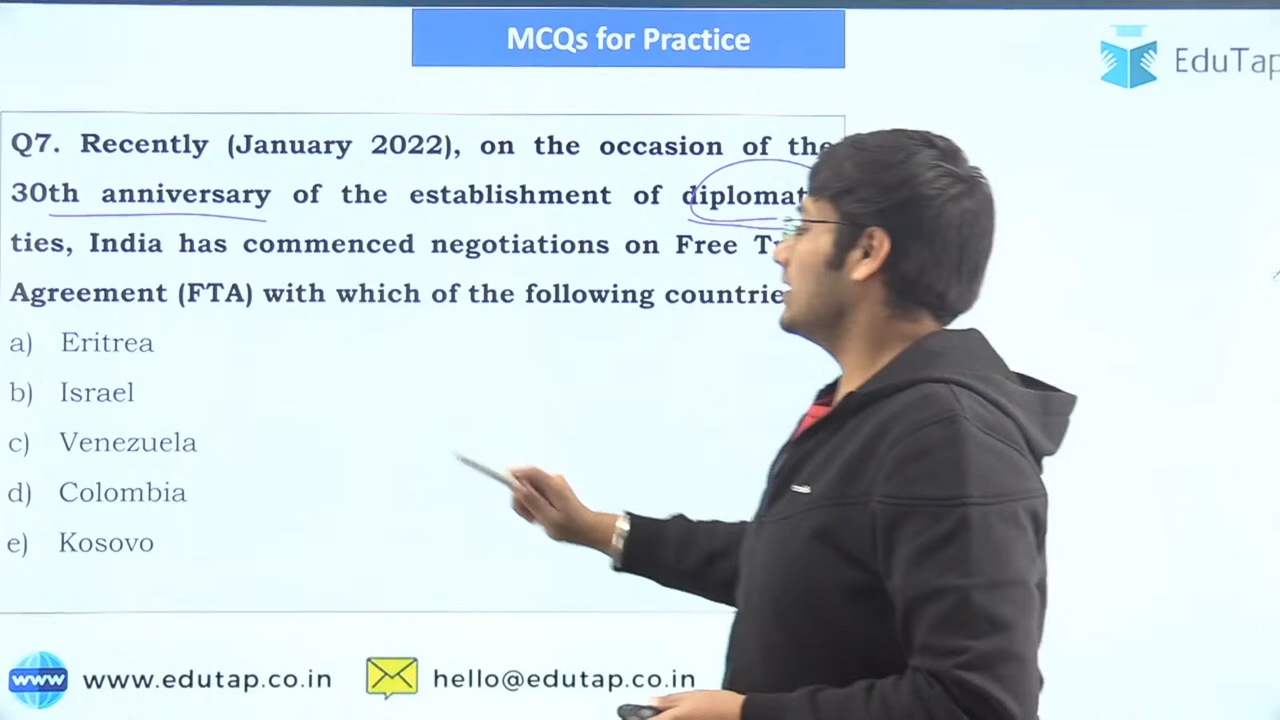 MCQs for Practice
EduTap
Q7. Recently (January 2022), on the occasion of the
30th anniversary of the establishment of
ties, India has commenced negotiations on Free
Agreement (FTA) with which of the following
a) Eritrea
b) Israel
c) Venezuela
d) Colombia
e) Kosovo
www
www.edutap.co.in
hello@edutap.co.in